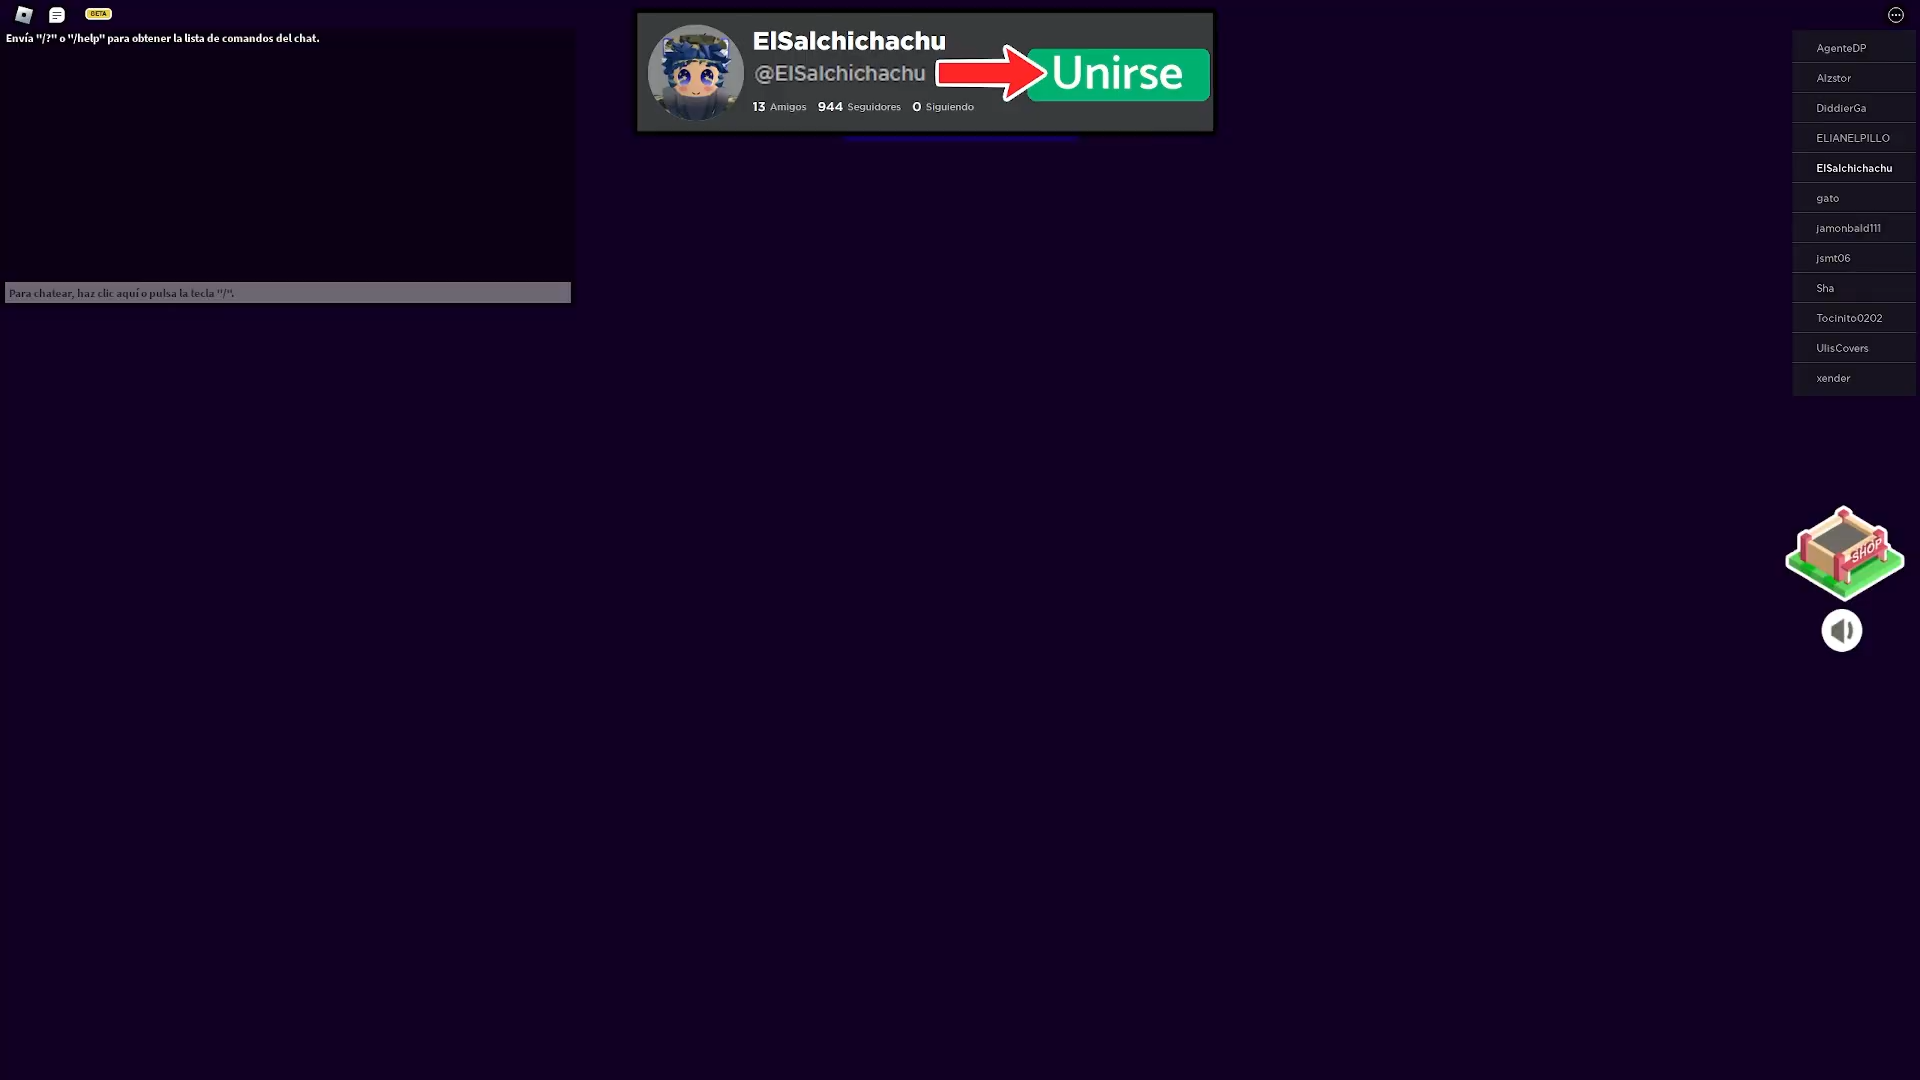 BETA
Envía "/?" o "/help" para obtener la lista de comandos del chat.
Para chatear, haz clic aquí o pulsa la tecla "/".
ElSalchichachu
@ElSalchichachu
Unirse
13 Amigos 944 Seguidores 0 Siguiendo
AgenteDP
Alzstor
DiddierGa
ELIANELPILLO
ElSalchichachu
gato
jamonbald111
jsmt06
Sha
Tocinito0202
UlisCovers
xender
SHOP